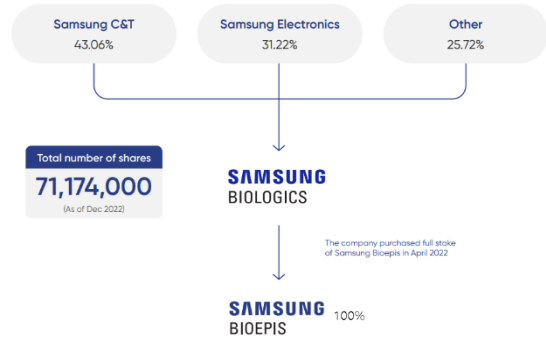 Samsung C&T
43.06%
Samsung Electronics
31.22%
Other
25.72%
Total number of shares
71,174,000
(As of Dec 2022)
SAMSUNG
BIOLOGICS
The company purchased full stake
of Samsung Bioepis in April 2022
SAMSUNG
BIOEPIS
100%